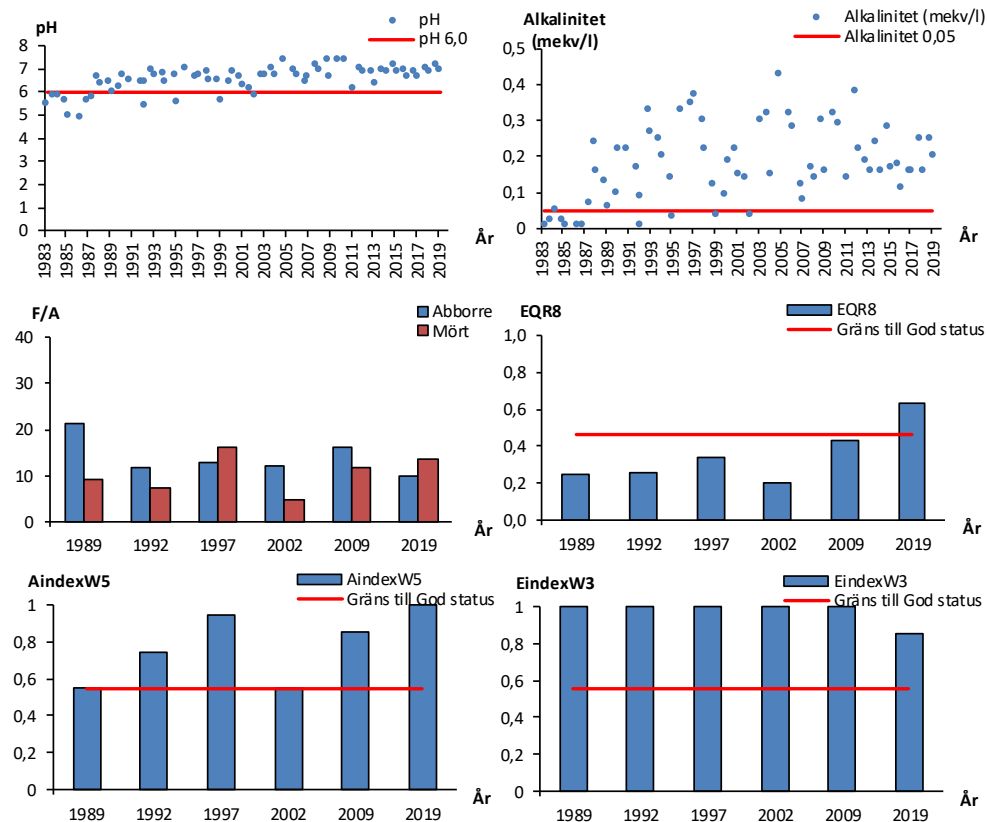 pH
pH
pH 6,0
8
7
6
5
4
3
2
1
0
År
1983
1985
1987
1989
1991
1993
1995
1997
1999
2001
2003
2005
2007
2009
2011
2013
2015
2017
2019
Alkalinitet
(mekv/l)
Alkalinitet (mekv/l)
Alkalinitet 0,05
0,5
0,4
0,3
0,2
0,1
0
År
1983
1985
1987
1989
1991
1993
1995
1997
1999
2001
2003
2005
2007
2009
2011
2013
2015
2017
2019
F/A
Abborre
Mört
40
30
20
10
0
År
1989 1992 1997 2002 2009 2019
EQR8
EQR8
Gräns till God status
1,0
0,8
0,6
0,4
0,2
0,0
År
1989 1992 1997 2002 2009 2019
AindexW5
AindexW5
Gräns till God status
1
0,8
0,6
0,4
0,2
0
År
1989 1992 1997 2002 2009 2019
EindexW3
EindexW3
Gräns till God status
1
0,8
0,6
0,4
0,2
0
År
1989 1992 1997 2002 2009 2019